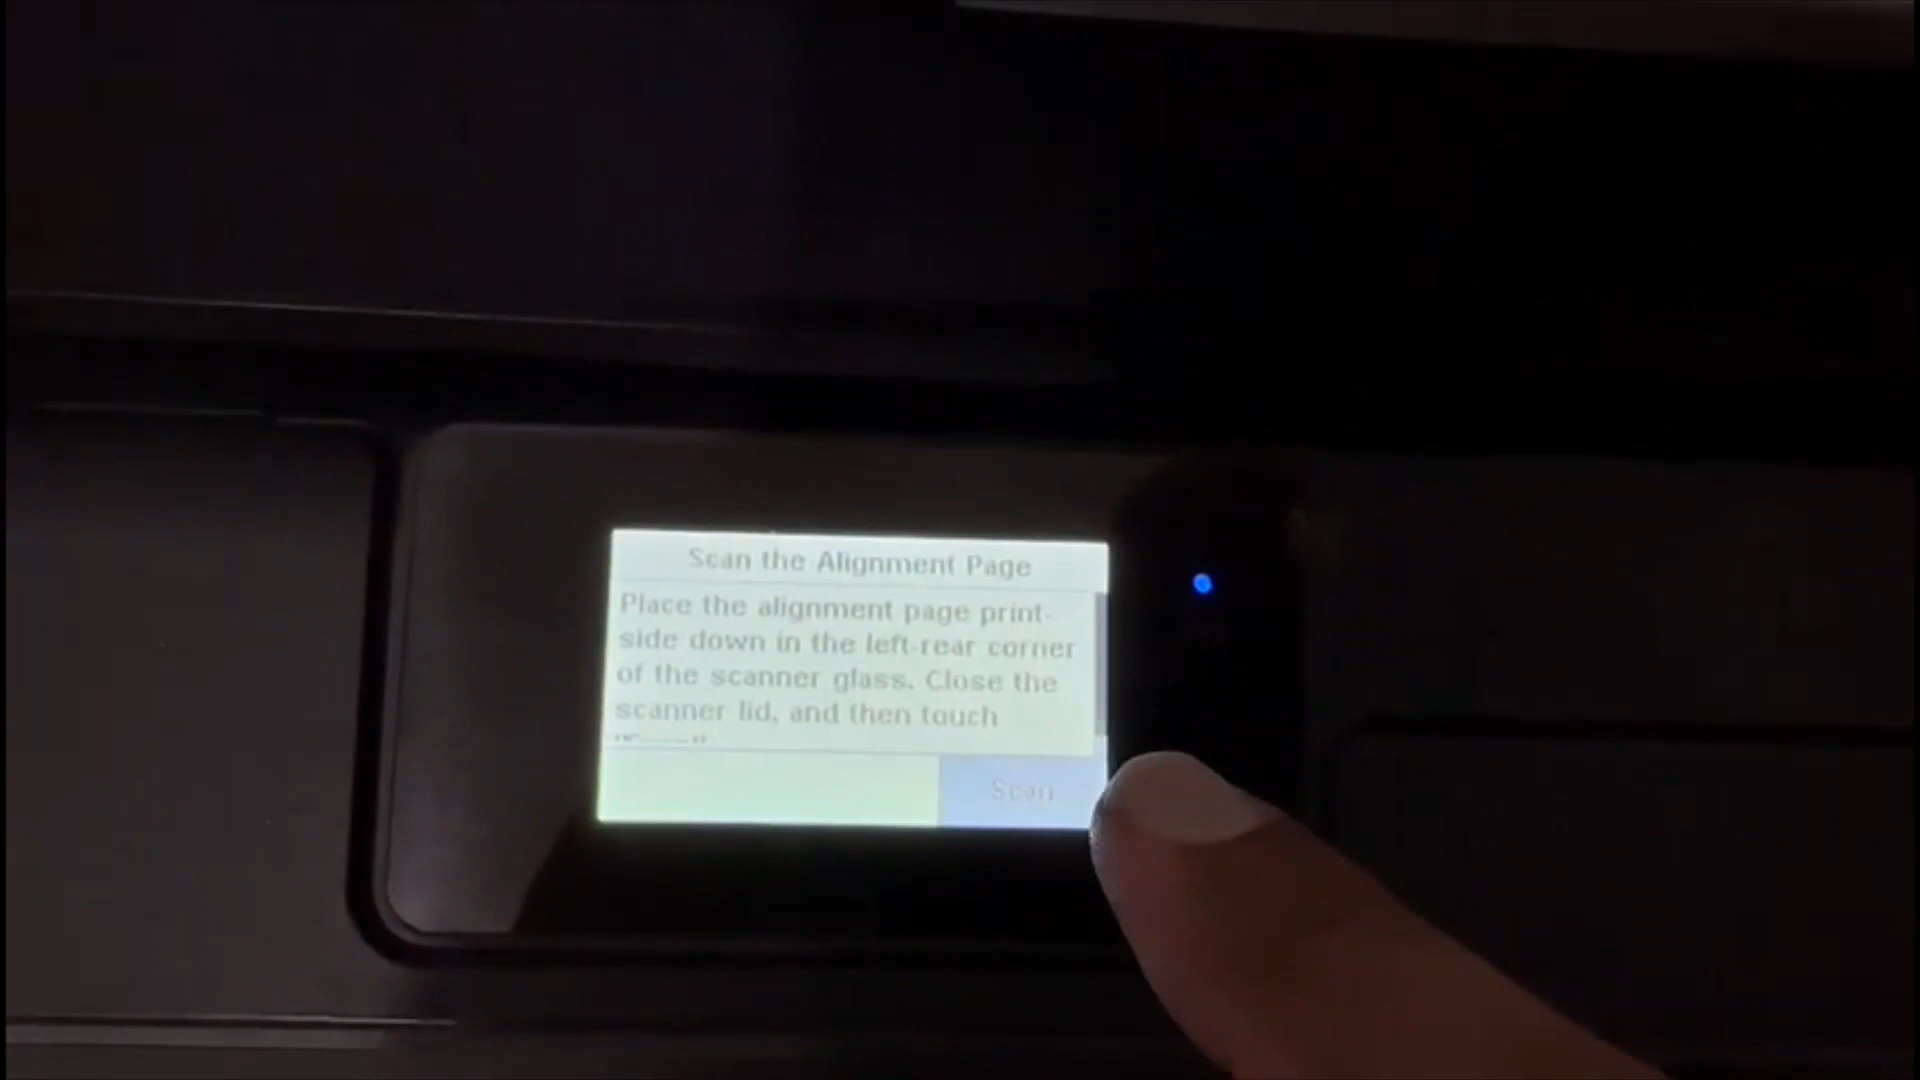 Scan the Alignment Page
Place the alignment page print-
side down in the left-rear corner
of the scanner glass. Close the
scanner lid, and then touch
Scan